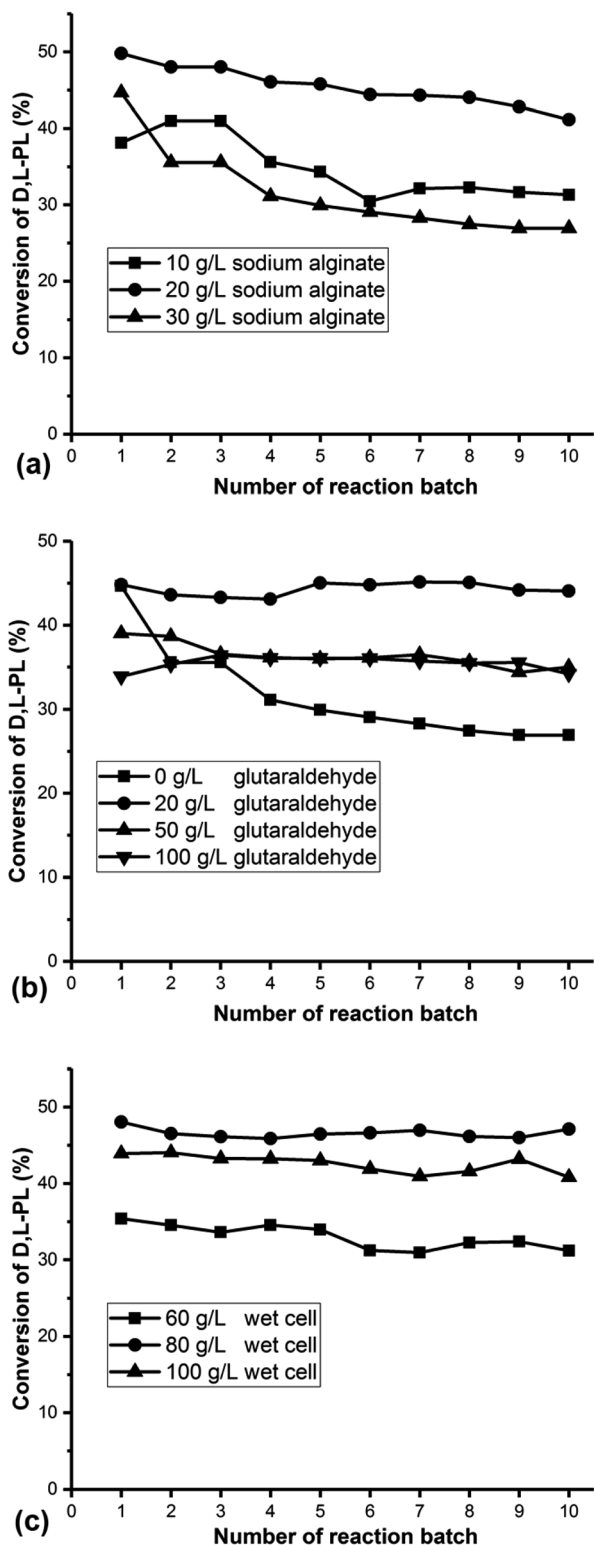 50
40
30
20
10
0
Conversion of D,L-PL (%)
10 g/L sodium alginate
20 g/L sodium alginate
30 g/L sodium alginate
0 1 2 3 4 5 6 7 8 9 10
Number of reaction batch
(a)
50
40
30
20
10
0
Conversion of D,L-PL (%)
0 g/L glutaraldehyde
20 g/L glutaraldehyde
50 g/L glutaraldehyde
100 g/L glutaraldehyde
0 1 2 3 4 5 6 7 8 9 10
Number of reaction batch
(b)
50
40
30
20
10
0
Conversion of D,L-PL (%)
60 g/L wet cell
80 g/L wet cell
100 g/L wet cell
0 1 2 3 4 5 6 7 8 9 10
Number of reaction batch
(c)